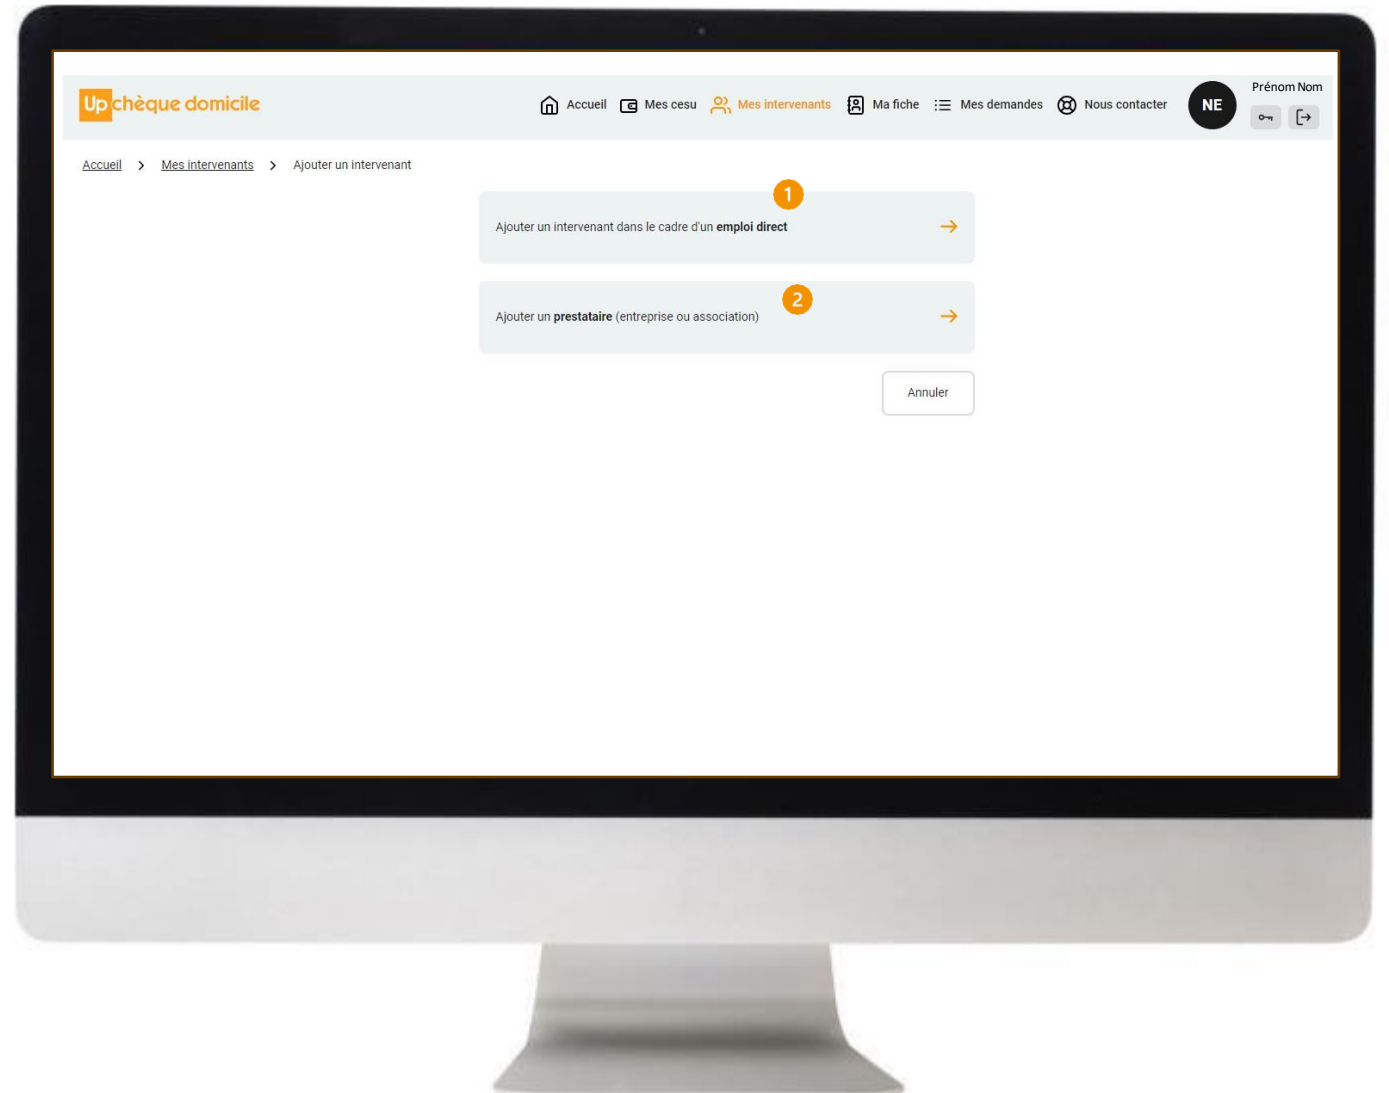 Up chèque domicile
Accueil Mes cesu Mes intervenants Ma fiche Mes demandes Nous contacter NE Prénom Nom
Accueil > Mes intervenants > Ajouter un intervenant
1
Ajouter un intervenant dans le cadre d'un emploi direct
2
Ajouter un prestataire (entreprise ou association)
Annuler